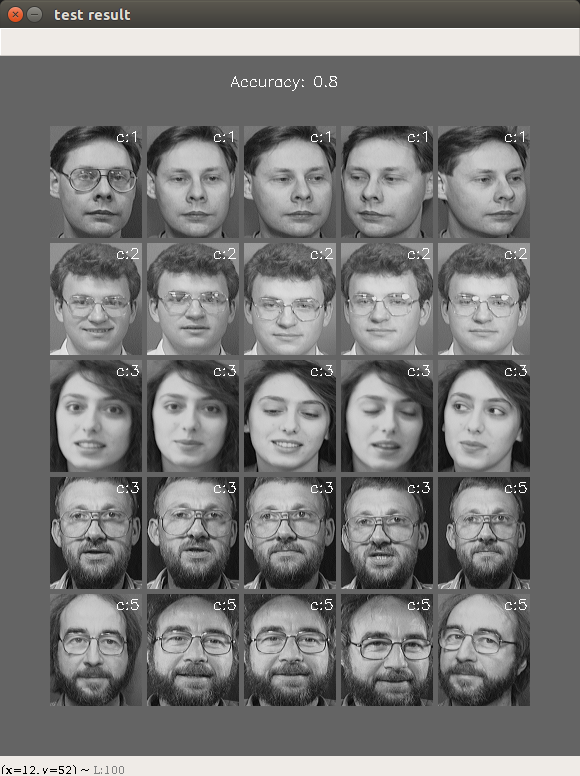 test result
Accuracy: 0.8
c:1 c:1 c:1 c:1 c:1
c:2 c:2 c:2 c:2 c:2
c:3 c:3 c:3 c:3 c:3
c:3 c:3 c:3 c:3 c:5
c:5 c:5 c:5 c:5 c:5
(x=12, y=52) ~ L:100